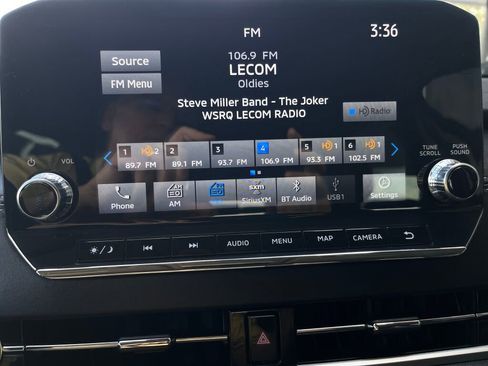 FM 3:36
Source 106.9 FM
LECOM
FM Menu Oldies
Steve Miller Band - The Joker
WSRQ LECOM RADIO HD Radio
1 HD 2 2 3 4 5 HD 1 6 HD 1
89.7 FM 89.1 FM 93.7 FM 106.9 FM 93.3 FM 102.5 FM
VOL TUNE SCROLL PUSH SOUND
Phone AM SiriusXM BT Audio USB1 Settings
AUDIO MENU MAP CAMERA